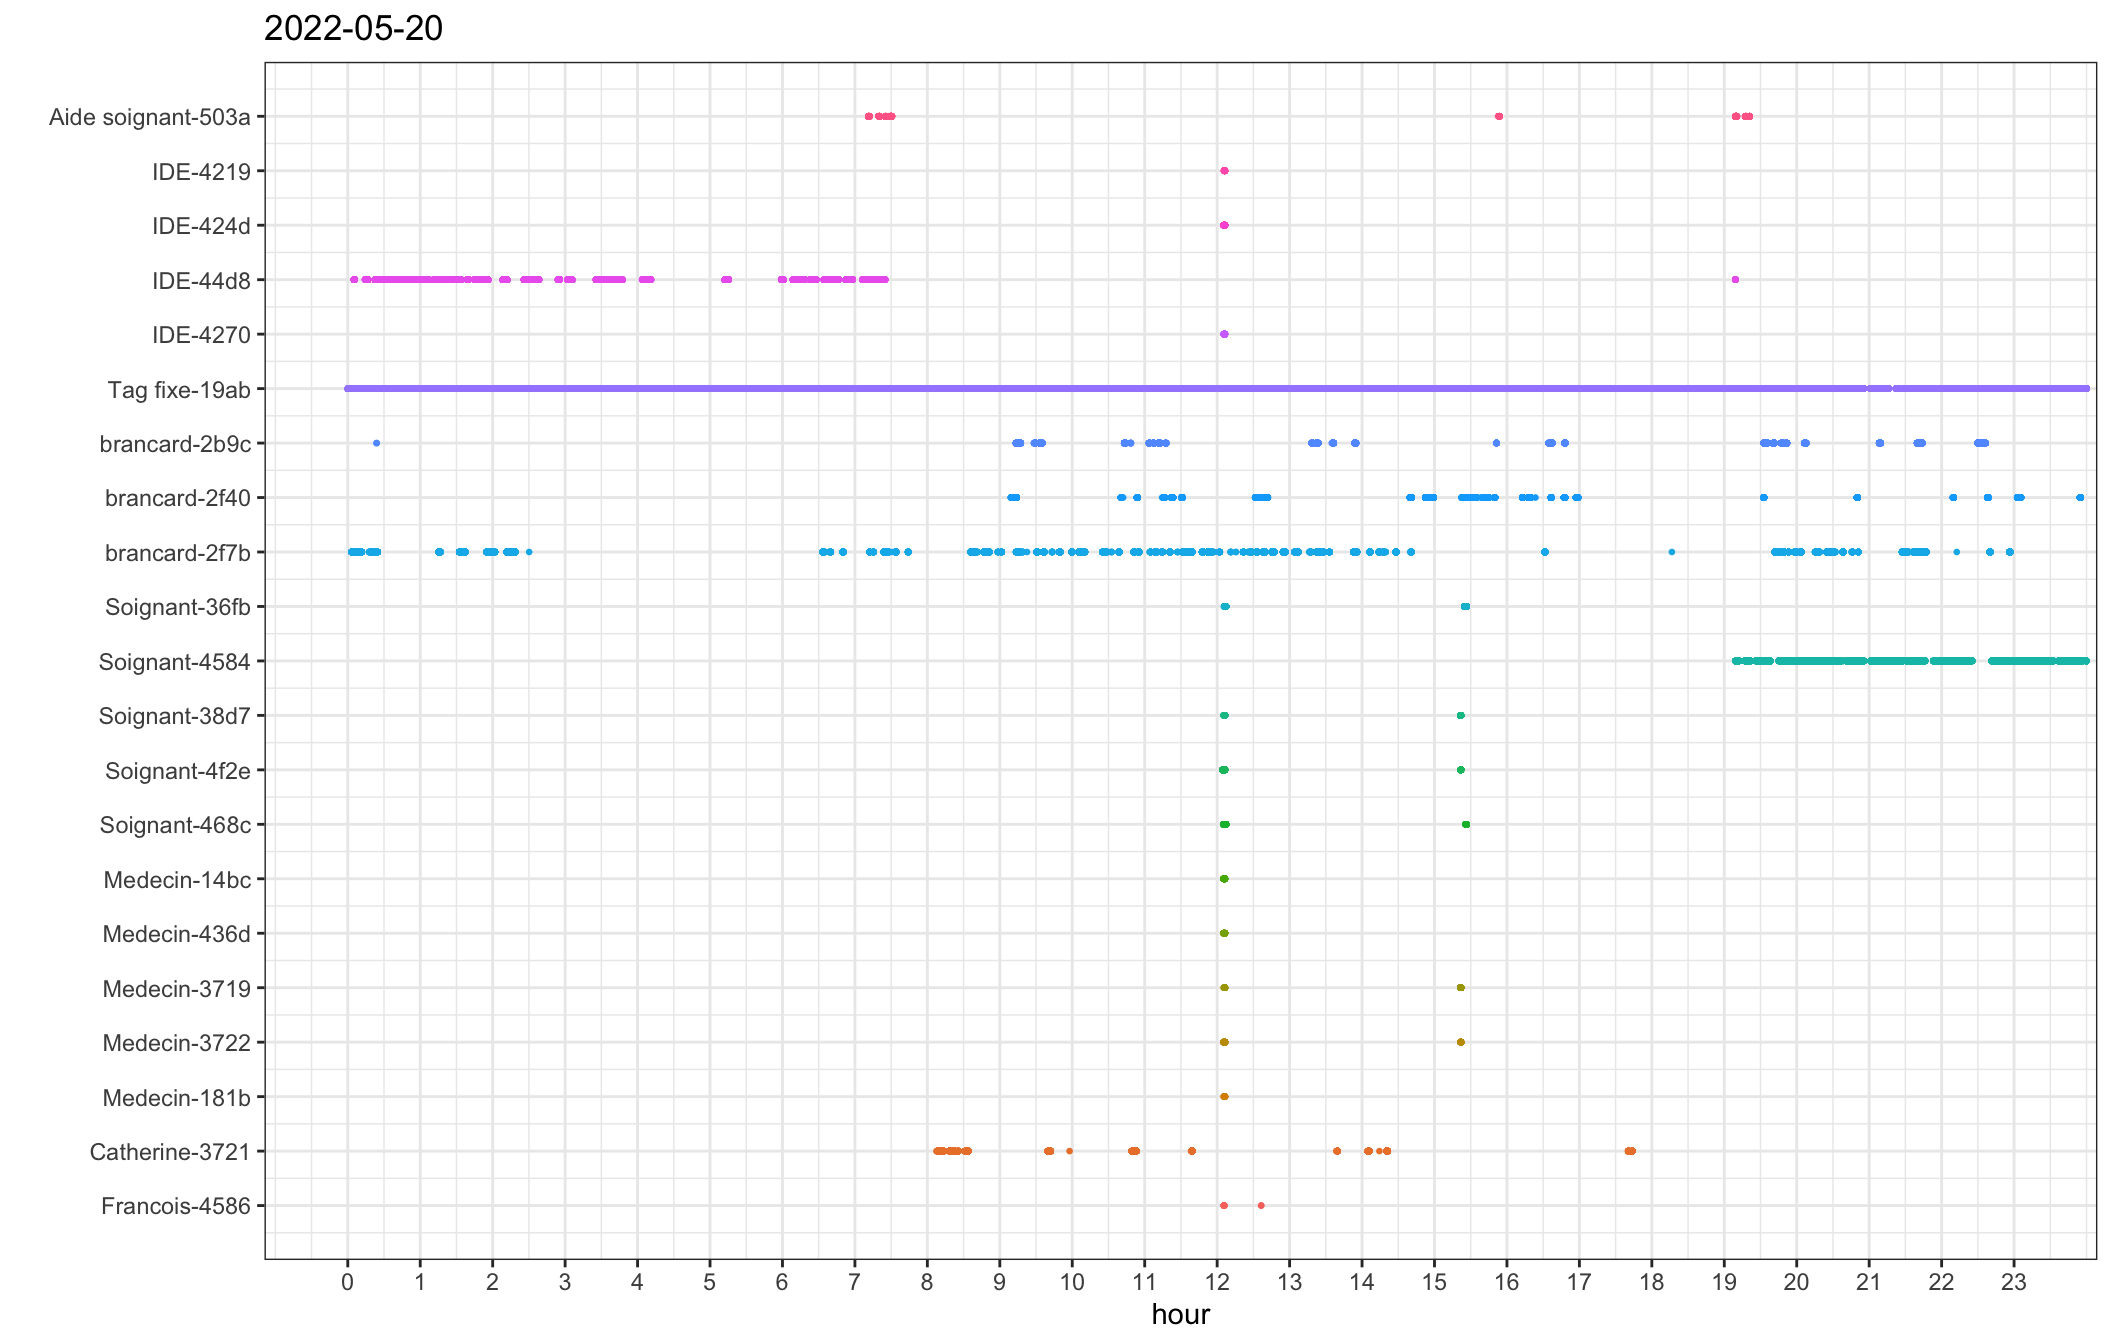 2022-05-20
Aide soignant-503a
IDE-4219
IDE-424d
IDE-44d8
IDE-4270
Tag fixe-19ab
brancard-2b9c
brancard-2f40
brancard-2f7b
Soignant-36fb
Soignant-4584
Soignant-38d7
Soignant-4f2e
Soignant-468c
Medecin-14bc
Medecin-436d
Medecin-3719
Medecin-3722
Medecin-181b
Catherine-3721
Francois-4586
0 1 2 3 4 5 6 7 8 9 10 11 12 13 14 15 16 17 18 19 20 21 22 23
hour